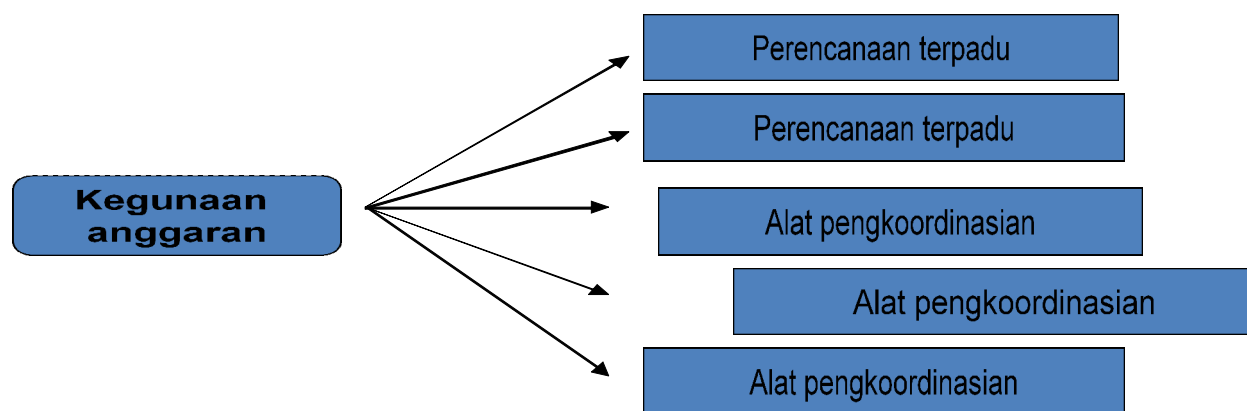 Perencanaan terpadu
Perencanaan terpadu
Kegunaan
anggaran
Alat pengkoordinasian
Alat pengkoordinasian
Alat pengkoordinasian